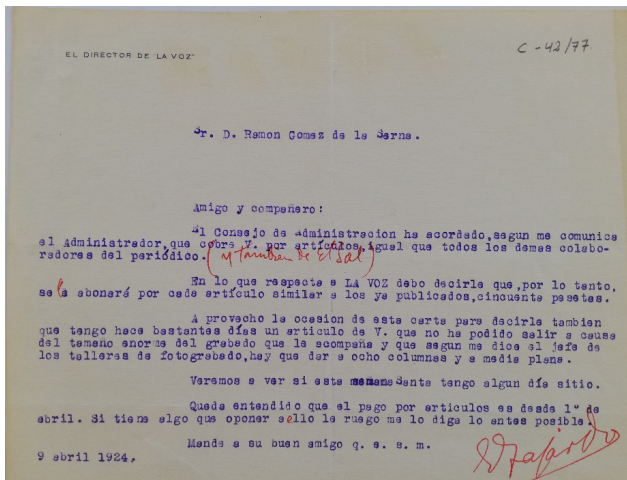 EL DIRECTOR DE "LA VOZ"
C-42/77
Sr. D. Ramon Gomez de la Serna.
Amigo y compañero:
El Consejo de administracion ha acordado,segun me comunica
el Administrador,que cobre V. por artículos,igual que todos los demas colabo-
radores del periódico. (y tambien de El Sol)
En lo que respecta a LA VOZ debo decirle que,por lo tanto,
se le abonará por cada artículo similar a los ya publicados,cincuenta pesetas.
A provecho la ocasion de esta carta para decirle tambien
que tengo hace bastantes días un articulo de V. que no ha podido salir a causa
del tamaño enorme del grabado que le acompaña y que segun me dice el jefe de
los talleres de fotograbado,hay que dar a ocho columnas y a media plana.
Veremos a ver si esta semana Santa tengo algun día sitio.
Queda entendido que el pago por articulos es desde 1º de
abril. Si tiene algo que oponer a ello le ruego me lo diga lo antes posible.
Mande a su buen amigo q. e. s. m.
9 abril 1924,